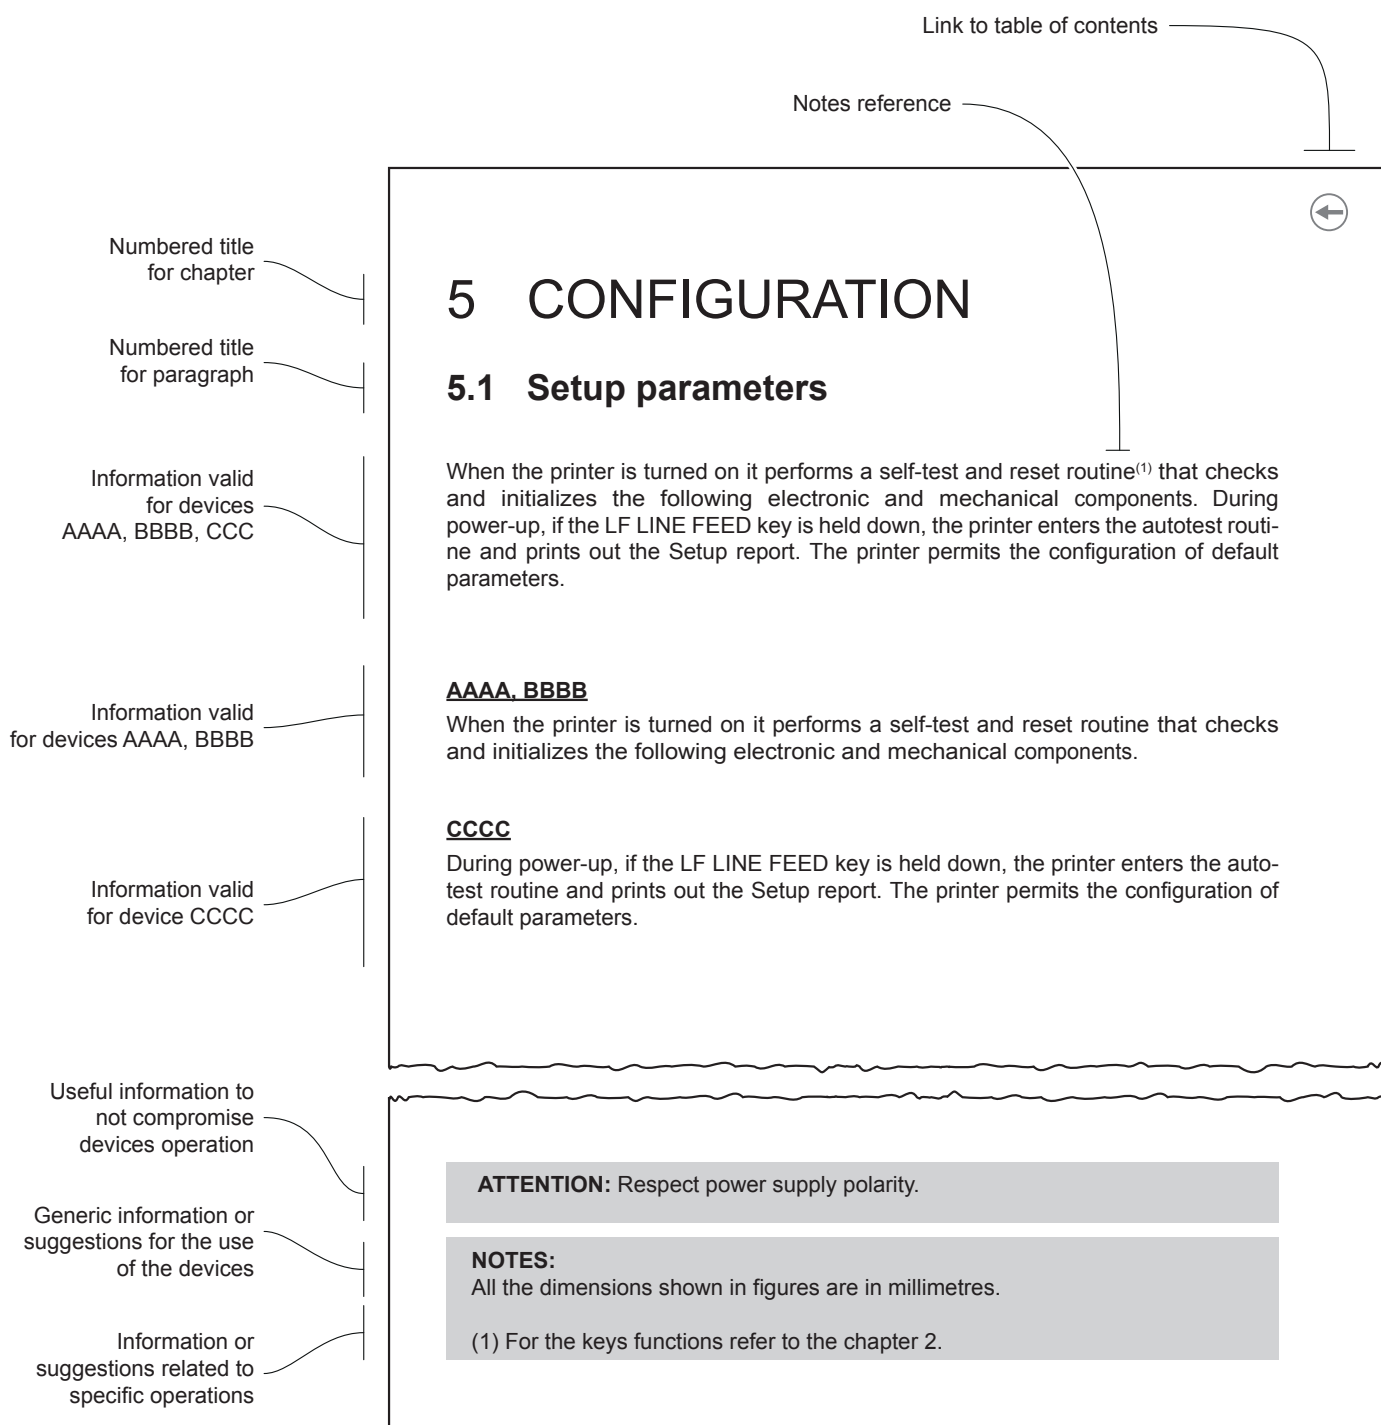 Link to table of contents
Notes reference
Numbered title
for chapter
5 CONFIGURATION
Numbered title
for paragraph
5.1 Setup parameters
Information valid
for devices
AAAA, BBBB, CCC
When the printer is turned on it performs a self-test and reset routine(1) that checks
and initializes the following electronic and mechanical components. During
power-up, if the LF LINE FEED key is held down, the printer enters the autotest routi-
ne and prints out the Setup report. The printer permits the configuration of default
parameters.
Information valid
for devices AAAA, BBBB
AAAA, BBBB
When the printer is turned on it performs a self-test and reset routine that checks
and initializes the following electronic and mechanical components.
Information valid
for device CCCC
CCCC
During power-up, if the LF LINE FEED key is held down, the printer enters the auto-
test routine and prints out the Setup report. The printer permits the configuration of
default parameters.
Useful information to
not compromise
devices operation
ATTENTION: Respect power supply polarity.
Generic information or
suggestions for the use
of the devices
NOTES:
All the dimensions shown in figures are in millimetres.
Information or
suggestions related to
specific operations
(1) For the keys functions refer to the chapter 2.